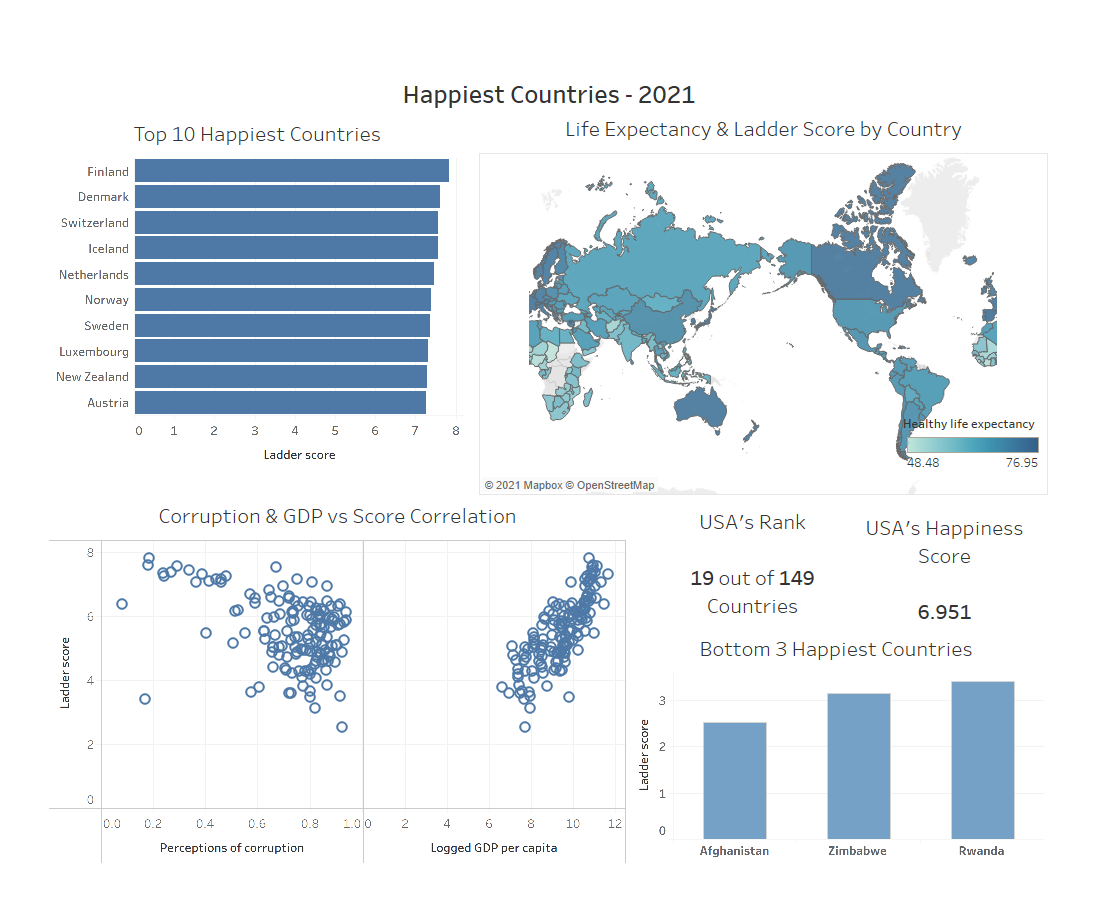 Happiest Countries - 2021
Top 10 Happiest Countries
Finland
Denmark
Switzerland
Iceland
Netherlands
Norway
Sweden
Luxembourg
New Zealand
Austria
0 1 2 3 4 5 6 7 8
Ladder score
Life Expectancy & Ladder Score by Country
Healthy life expectancy
48.48 76.95
© 2021 Mapbox © OpenStreetMap
Corruption & GDP vs Score Correlation
Ladder score
8
6
4
2
0
0.0 0.2 0.4 0.6 0.8 1.0
Perceptions of corruption
0 2 4 6 8 10 12
Logged GDP per capita
USA's Rank
19 out of 149
Countries
USA's Happiness
Score
6.951
Bottom 3 Happiest Countries
Ladder score
3
2
1
0
Afghanistan Zimbabwe Rwanda